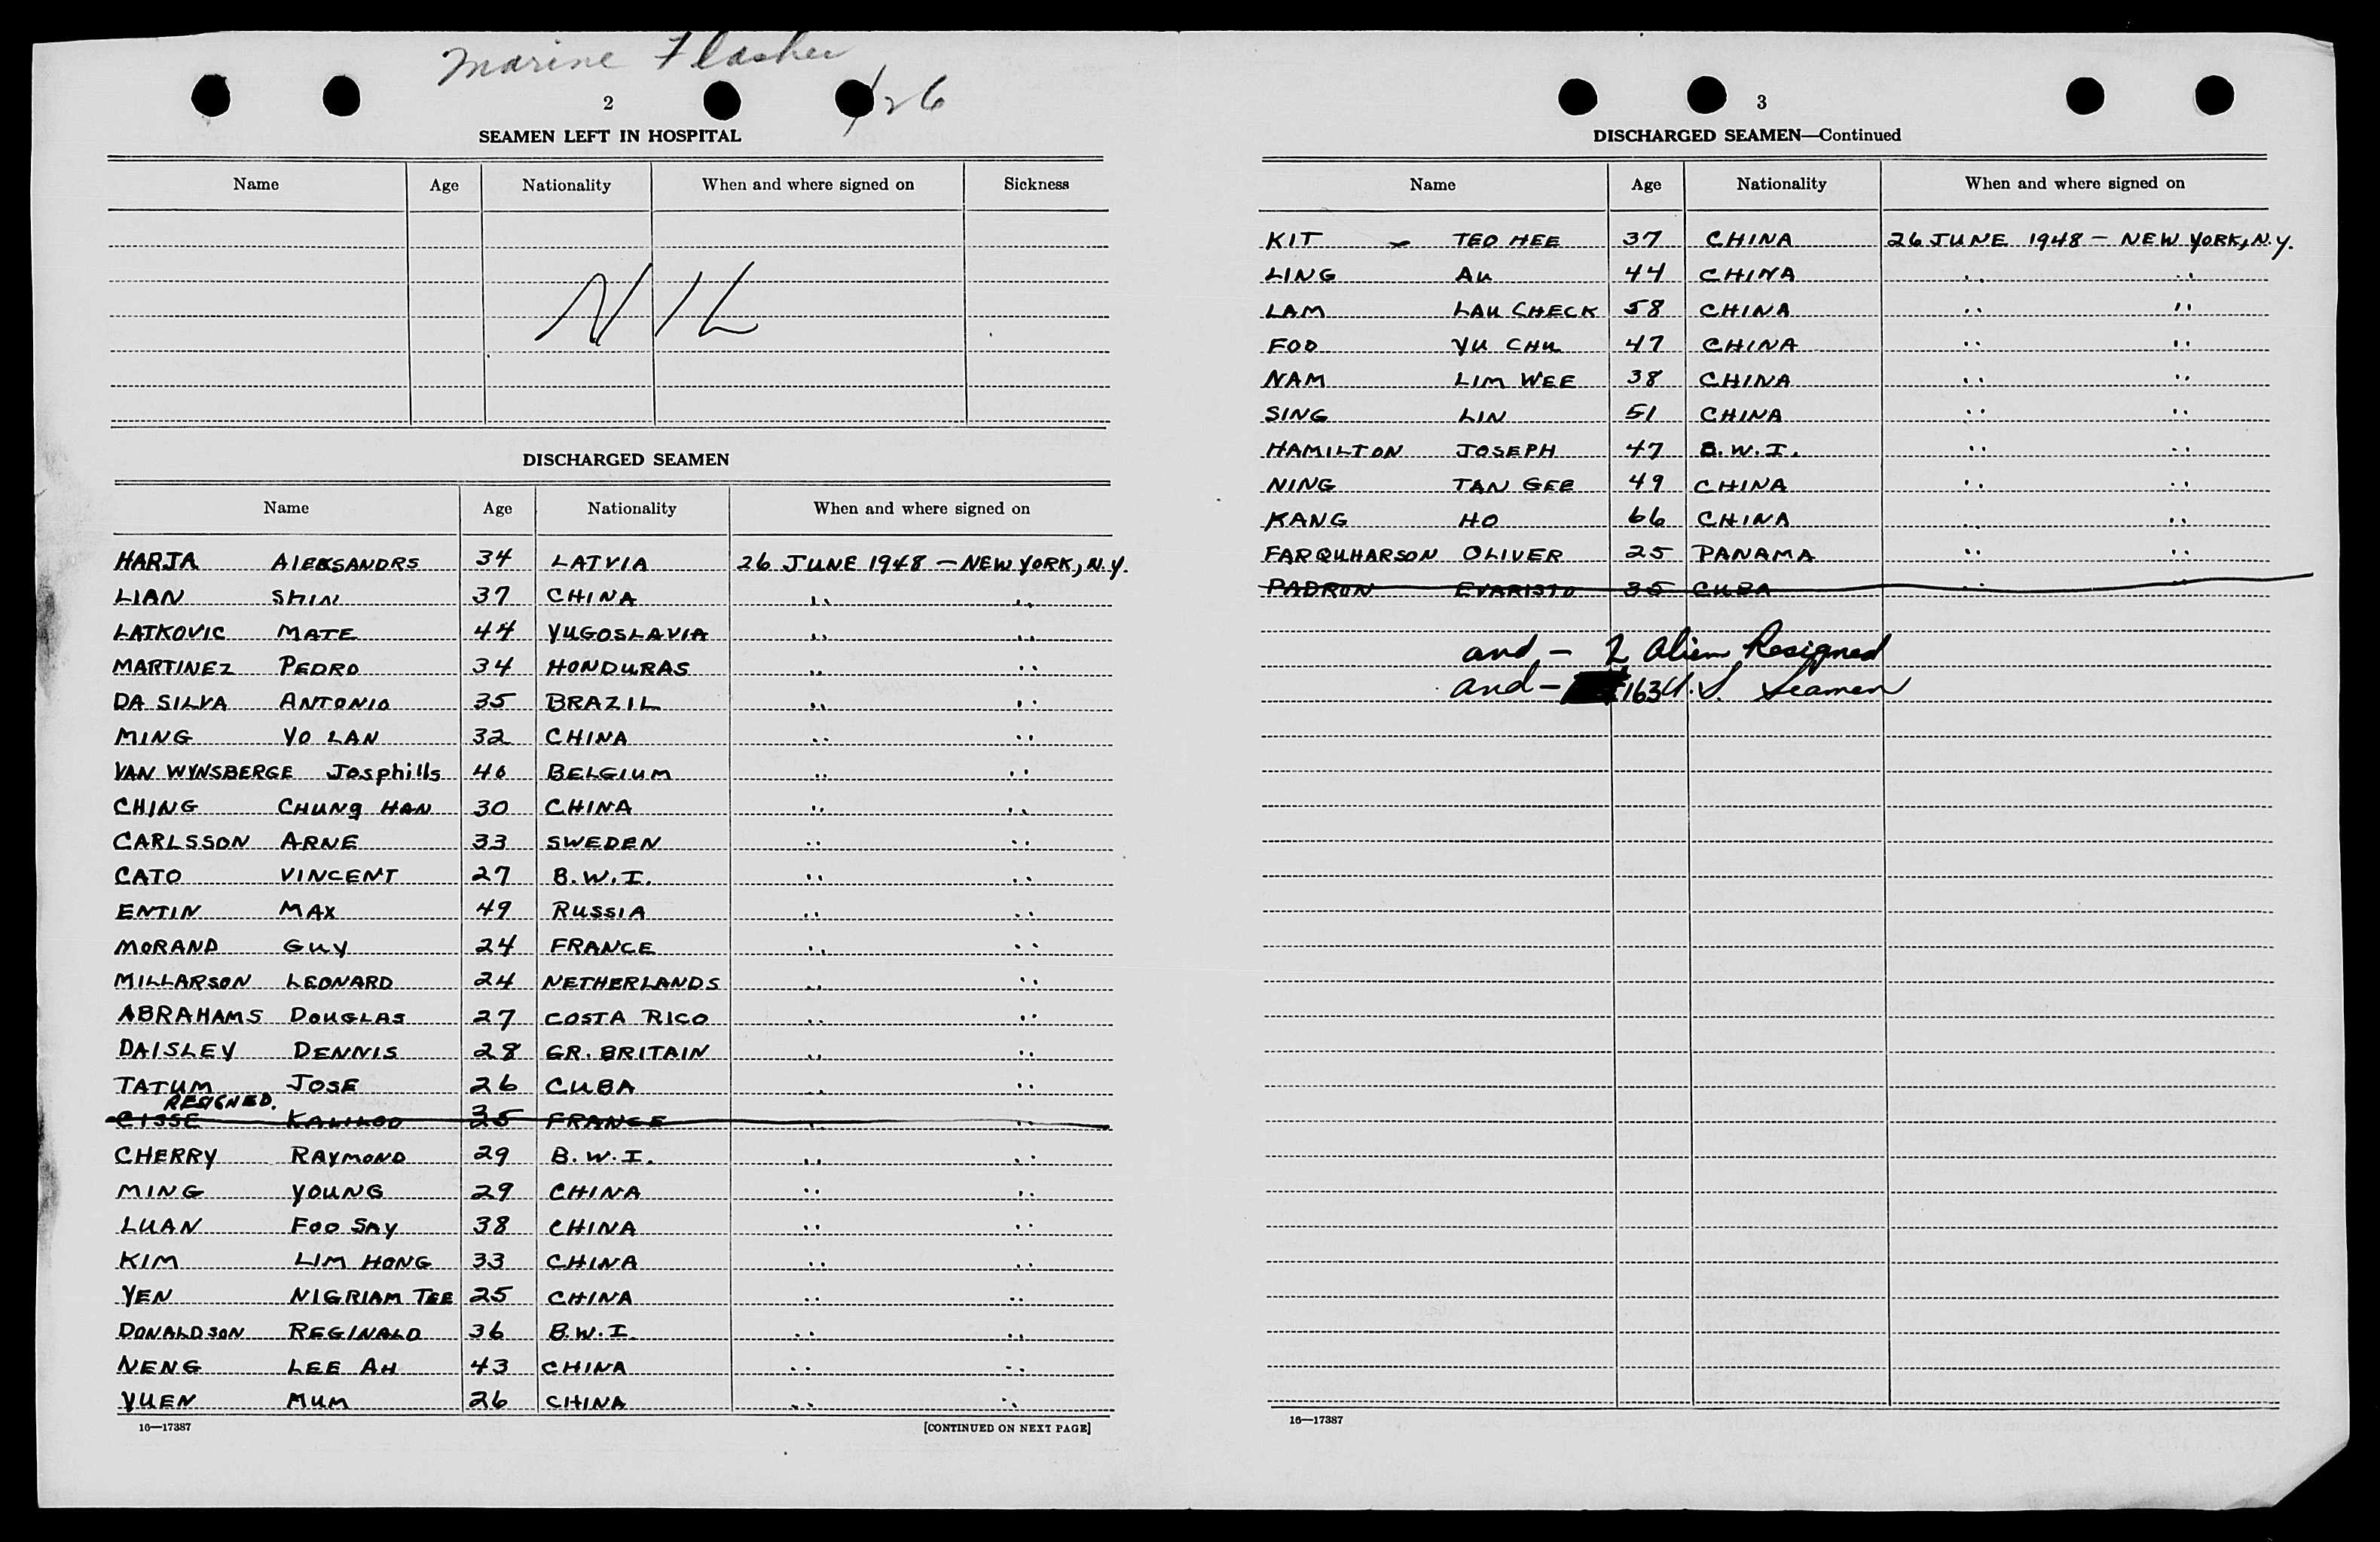 Marine Flasher
2
/26
SEAMEN LEFT IN HOSPITAL
Name Age Nationality When and where signed on Sickness
NIL
DISCHARGED SEAMEN
Name Age Nationality When and where signed on
HARJA ALEKSANDRS 34 LATVIA 26 JUNE 1948 — NEW YORK, N.Y.
LIAN SHIN 37 CHINA " "
LATKOVIC MATE 44 YUGOSLAVIA " "
MARTINEZ PEDRO 34 HONDURAS " "
DA SILVA ANTONIO 35 BRAZIL " "
MING YO LAN 32 CHINA " "
VAN WYNSBERGE Josphills 40 BELGIUM " "
CHING CHUNG HAN 30 CHINA " "
CARLSSON ARNE 33 SWEDEN " "
CATO VINCENT 27 B.W.I. " "
ENTIN MAX 49 RUSSIA " "
MORAND GUY 24 FRANCE " "
MILLARSON LEONARD 24 NETHERLANDS " "
ABRAHAMS DOUGLAS 27 COSTA RICO " "
DAISLEY DENNIS 28 GR. BRITAIN " "
TATUM JOSE 26 CUBA " "
RESIGNED.
CISSE 35 FRANCE " "
CHERRY RAYMOND 29 B.W.I. " "
MING YOUNG 29 CHINA " "
LUAN FOO SAY 38 CHINA " "
KIM LIM HONG 33 CHINA " "
YEN NIGRIAM TEE 25 CHINA " "
DONALDSON REGINALD 36 B.W.I. " "
NENG LEE AH 43 CHINA " "
YUEN MUM 26 CHINA " "
16—17387 [CONTINUED ON NEXT PAGE]
3
DISCHARGED SEAMEN—Continued
Name Age Nationality When and where signed on
KIT TEO HEE 37 CHINA 26 JUNE 1948 — NEW YORK, N.Y.
LING AU 44 CHINA " "
LAM LAU CHECK 58 CHINA " "
FOO YU CHU 47 CHINA " "
NAM LIM WEE 38 CHINA " "
SING LIN 51 CHINA " "
HAMILTON JOSEPH 47 B.W.I. " "
NING TAN GEE 49 CHINA " "
KANG HO 66 CHINA " "
FARQUHARSON OLIVER 25 PANAMA " "
PADRON EVARISTO 35 CUBA " "
and — 2 Alien Resigned
and — 163 U.S. Seamen
16—17387